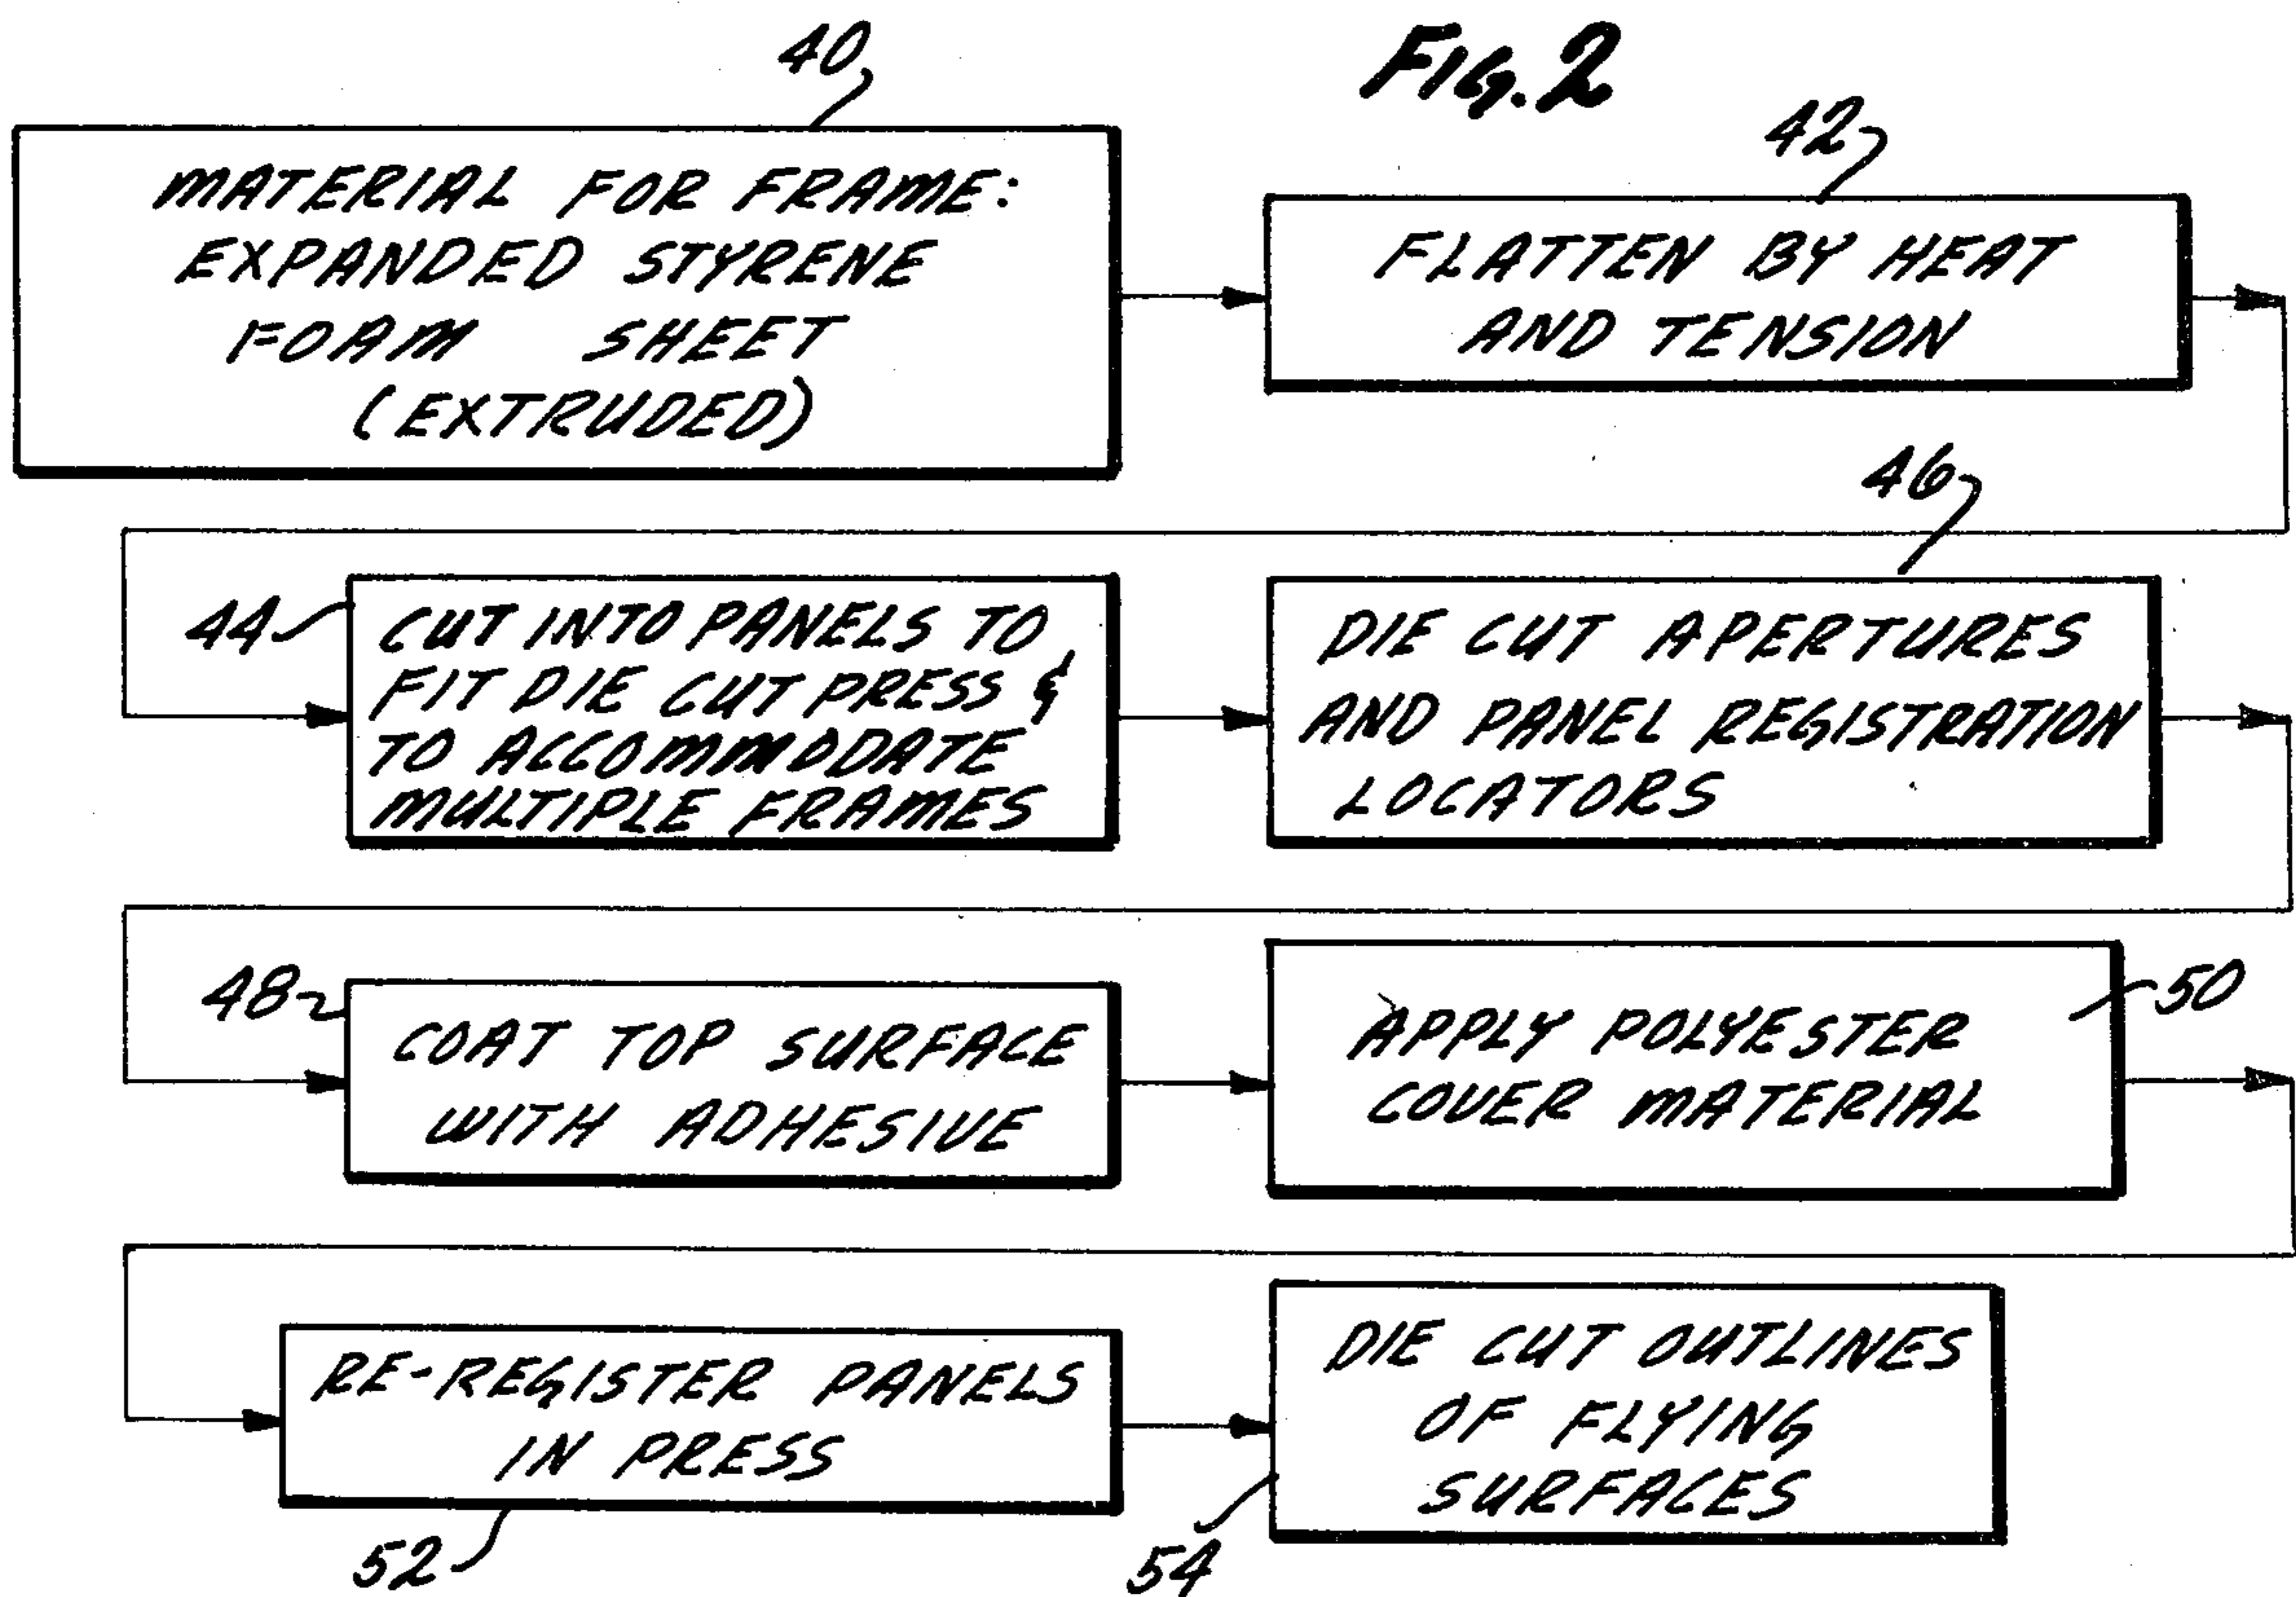 40
FIG. 2
42
MATERIAL FOR FRAME:
EXPANDED STYRENE
FOAM SHEET
(EXTRUDED)
FLATTEN BY HEAT
AND TENSION
46
44
CUT INTO PANELS TO
FIT DIE CUT PRESS &
TO ACCOMMODATE
MULTIPLE FRAMES
DIE CUT APERTURES
AND PANEL REGISTRATION
LOCATORS
48
COAT TOP SURFACE
WITH ADHESIVE
APPLY POLYESTER
COVER MATERIAL
50
RE-REGISTER PANELS
IN PRESS
52
DIE CUT OUTLINES
OF FLYING
SURFACES
54